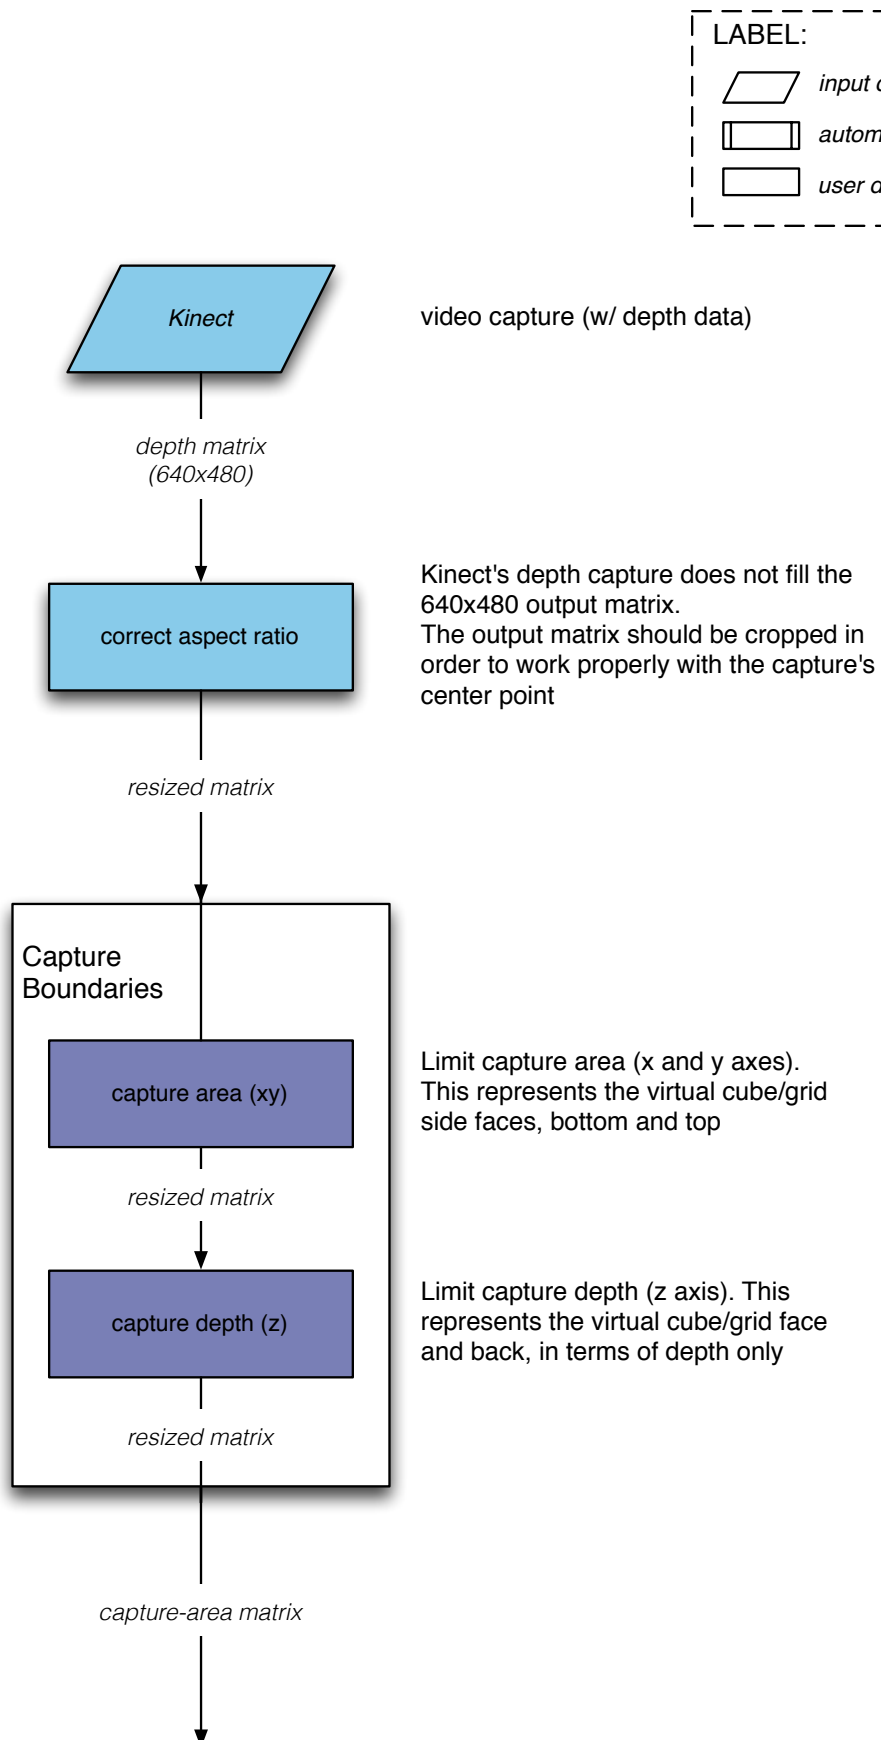 LABEL:
input
autom
user
Kinect
video capture (w/ depth data)
depth matrix
(640x480)
Kinect's depth capture does not fill the
640x480 output matrix.
The output matrix should be cropped in
order to work properly with the capture's
center point
correct aspect ratio
resized matrix
Capture
Boundaries
capture area (xy)
Limit capture area (x and y axes).
This represents the virtual cube/grid
side faces, bottom and top
resized matrix
capture depth (z)
Limit capture depth (z axis). This
represents the virtual cube/grid face
and back, in terms of depth only
resized matrix
capture-area matrix